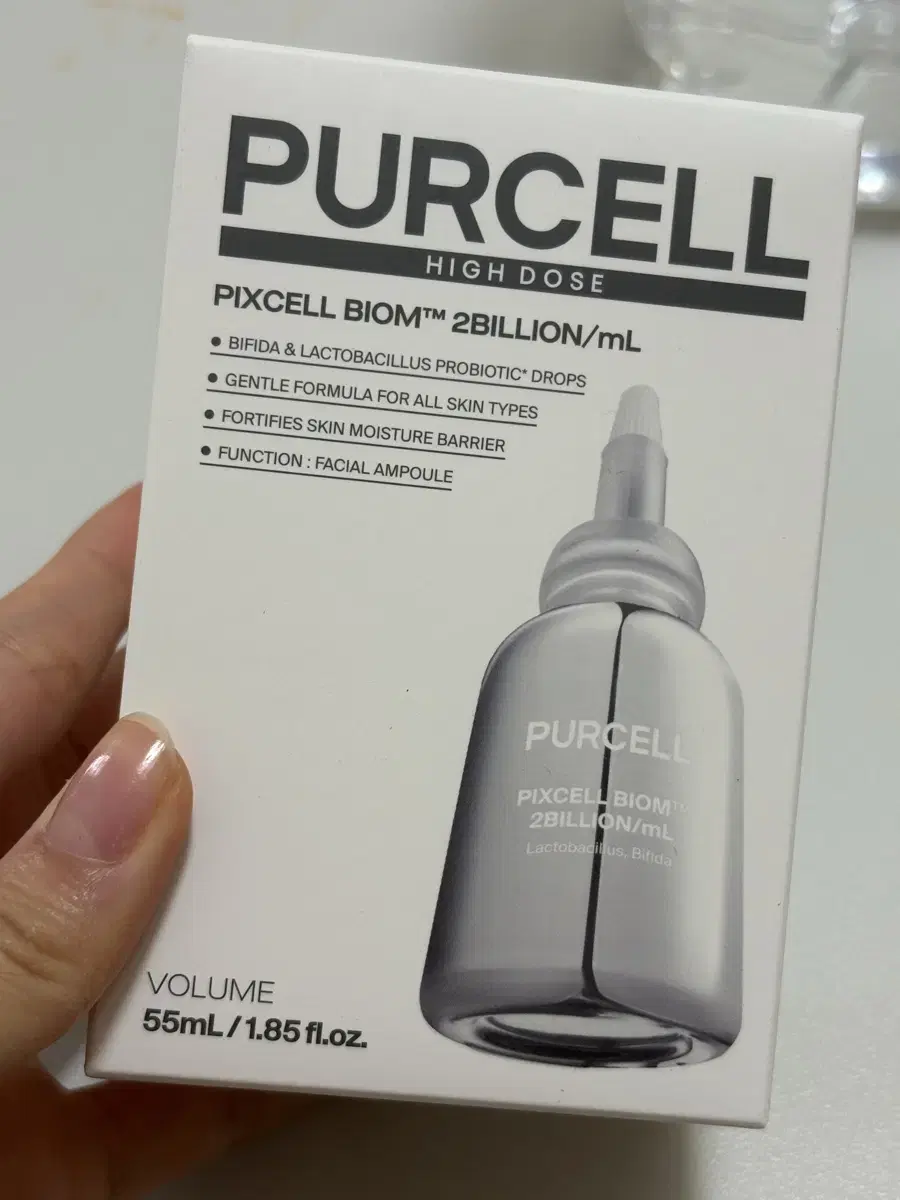 PURCELL
HIGH DOSE
PIXCELL BIOM™ 2BILLION/mL
• BIFIDA & LACTOBACILLUS PROBIOTIC* DROPS
• GENTLE FORMULA FOR ALL SKIN TYPES
• FORTIFIES SKIN MOISTURE BARRIER
• FUNCTION : FACIAL AMPOULE
PURCELL
PIXCELL BIOM™
2BILLION/mL
Lactobacillus, Bifida
VOLUME
55mL/1.85 fl.oz.